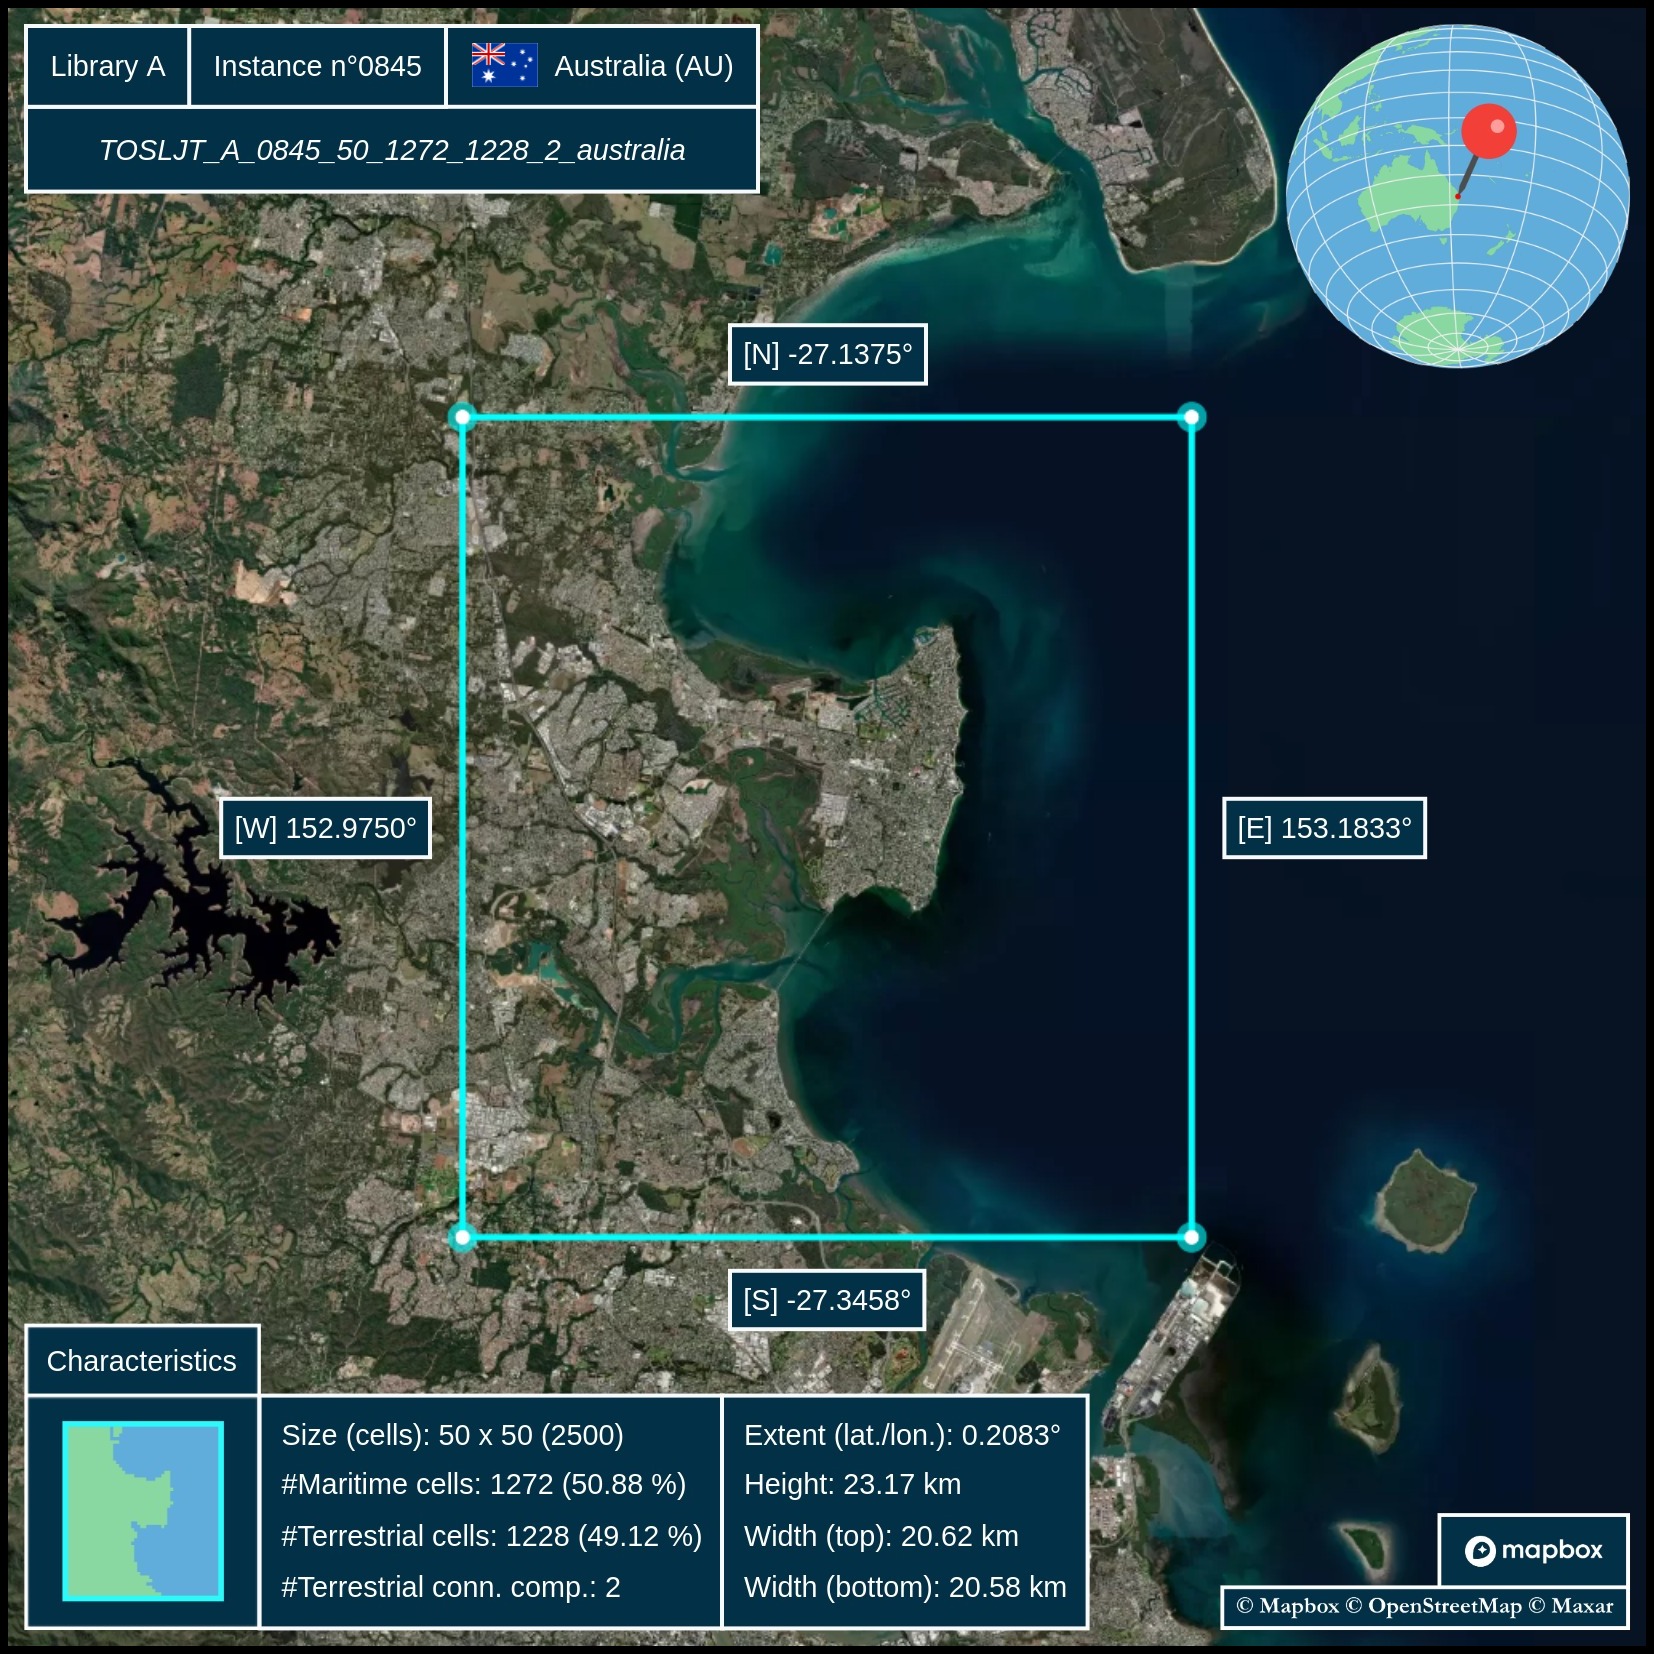 Library A
Instance n°0845
Australia (AU)
TOSLJT_A_0845_50_1272_1228_2_australia
[N] -27.1375°
[W] 152.9750°
[E] 153.1833°
[S] -27.3458°
Characteristics
Size (cells): 50 x 50 (2500)
#Maritime cells: 1272 (50.88 %)
#Terrestrial cells: 1228 (49.12 %)
#Terrestrial conn. comp.: 2
Extent (lat./lon.): 0.2083°
Height: 23.17 km
Width (top): 20.62 km
Width (bottom): 20.58 km
mapbox
© Mapbox © OpenStreetMap © Maxar